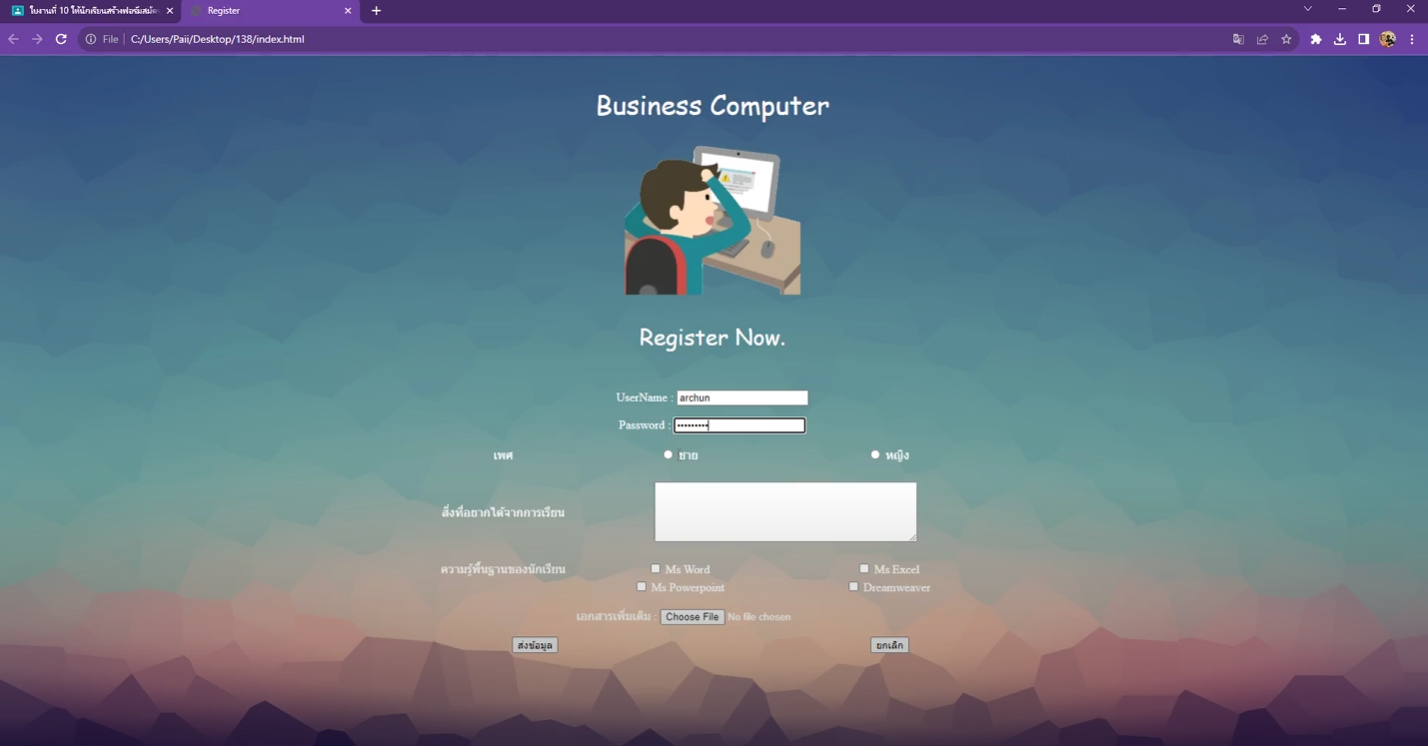 ใบงานที่ 10 ให้นักเรียนสร้างฟอร์มสมัคร
Register
File
C:/Users/Paii/Desktop/138/index.html
Business Computer
Register Now.
UserName : archun
Password : •••••••••
เพศ ชาย หญิง
สิ่งที่อยากได้จากการเรียน
ความรู้พื้นฐานของนักเรียน Ms Word Ms Excel
Ms Powerpoint Dreamweaver
เอกสารเพิ่มเติม : Choose File No file chosen
ส่งข้อมูล ยกเลิก